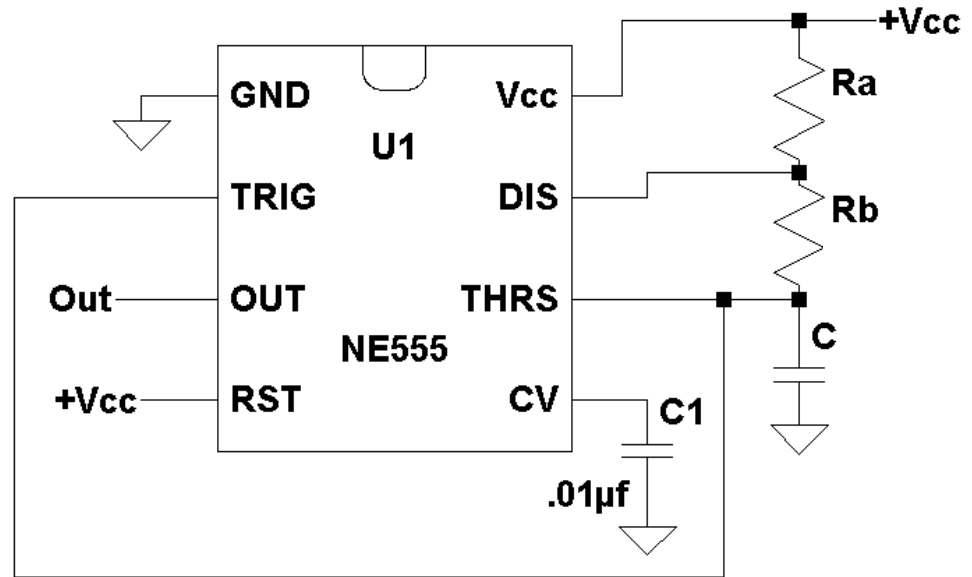 +Vcc
GND
Vcc
Ra
U1
TRIG
DIS
Rb
Out
OUT
THRS
NE555
C
+Vcc
RST
CV
C1
.01µf